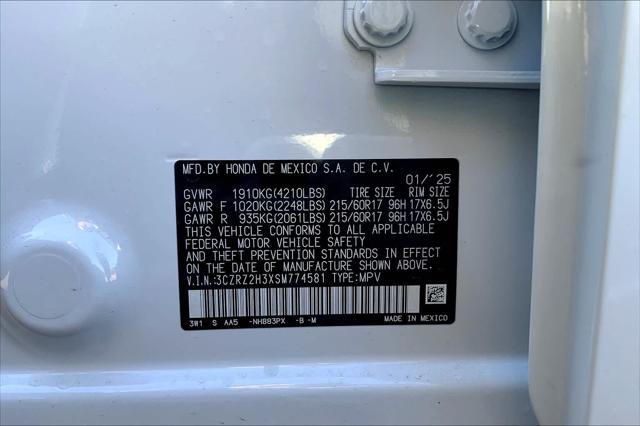 MFD.BY HONDA DE MEXICO S.A. DE C.V.
01/'25
GVWR 1910KG(4210LBS) TIRE SIZE RIM SIZE
GAWR F 1020KG(2248LBS) 215/60R17 96H 17X6.5J
GAWR R 935KG(2061LBS) 215/60R17 96H 17X6.5J
THIS VEHICLE CONFORMS TO ALL APPLICABLE
FEDERAL MOTOR VEHICLE SAFETY
AND THEFT PREVENTION STANDARDS IN EFFECT
ON THE DATE OF MANUFACTURE SHOWN ABOVE.
V.I.N.:3CZRZ2H3XSM774581 TYPE:MPV
3W1 S AA5 -NH883PX -B -M MADE IN MEXICO